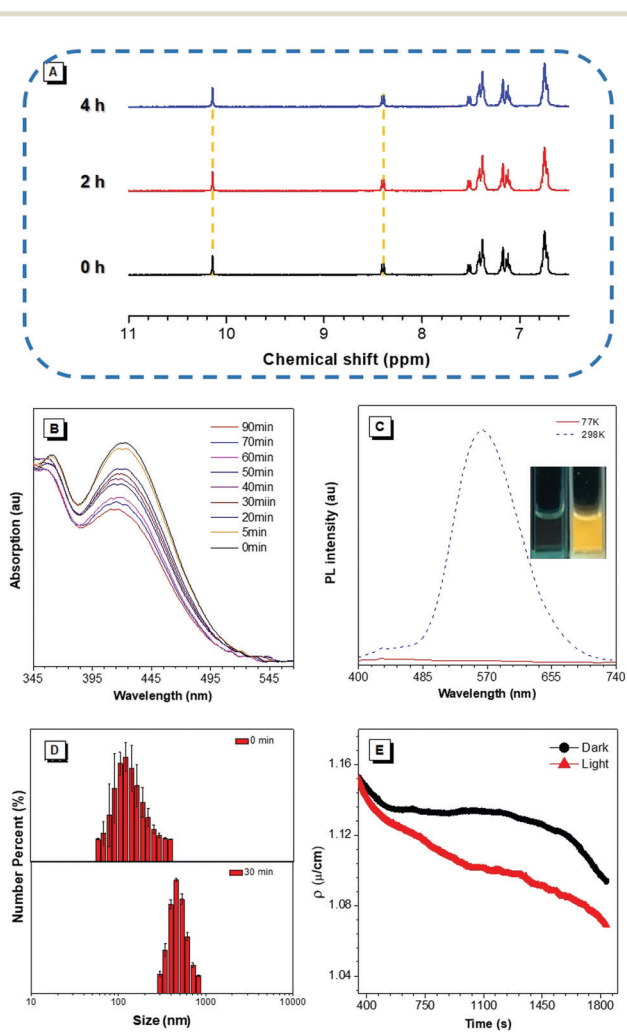 A
4 h
2 h
0 h
11 10 9 8 7
Chemical shift (ppm)
B
90min
70min
60min
50min
40min
30miin
20min
5min
0min
Absorption (au)
345 395 445 495 545
Wavelength (nm)
C
77K
298K
PL intensity (au)
400 485 570 655 740
Wavelength (nm)
D
0 min
30 min
Number Percent (%)
10 100 1000 10000
Size (nm)
E
Dark
Light
1.16
1.12
1.08
1.04
ρ (μ/cm)
400 750 1100 1450 1800
Time (s)